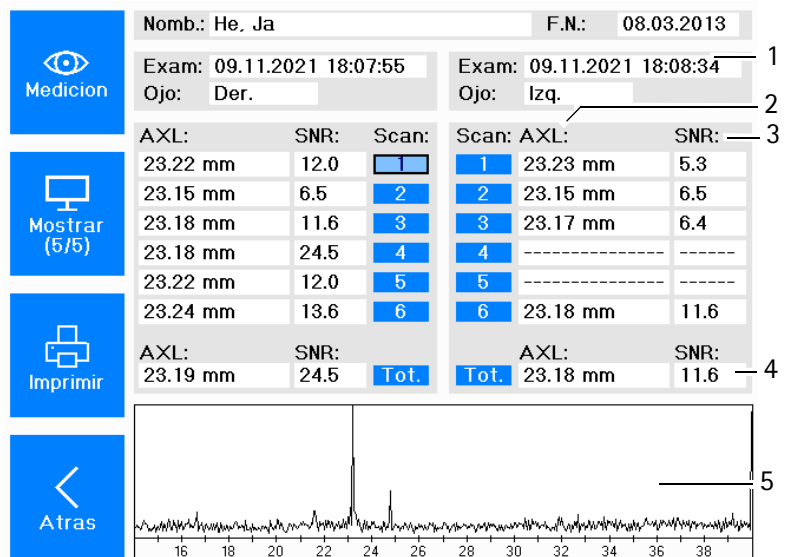 Nomb.: He, Ja F.N.: 08.03.2013
Medicion
Exam: 09.11.2021 18:07:55
Ojo: Der.
Exam: 09.11.2021 18:08:34 1
Ojo: Izq. 2
AXL: SNR: Scan: Scan: AXL: SNR: 3
23.22 mm 12.0 1 1 23.23 mm 5.3
23.15 mm 6.5 2 2 23.15 mm 6.5
23.18 mm 11.6 3 3 23.17 mm 6.4
23.18 mm 24.5 4 4 --------------- ------
23.22 mm 12.0 5 5 --------------- ------
23.24 mm 13.6 6 6 23.18 mm 11.6
Mostrar
(5/5)
AXL: SNR: AXL: SNR:
23.19 mm 24.5 Tot. Tot. 23.18 mm 11.6 4
Imprimir
5
Atras
16 18 20 22 24 26 28 30 32 34 36 38